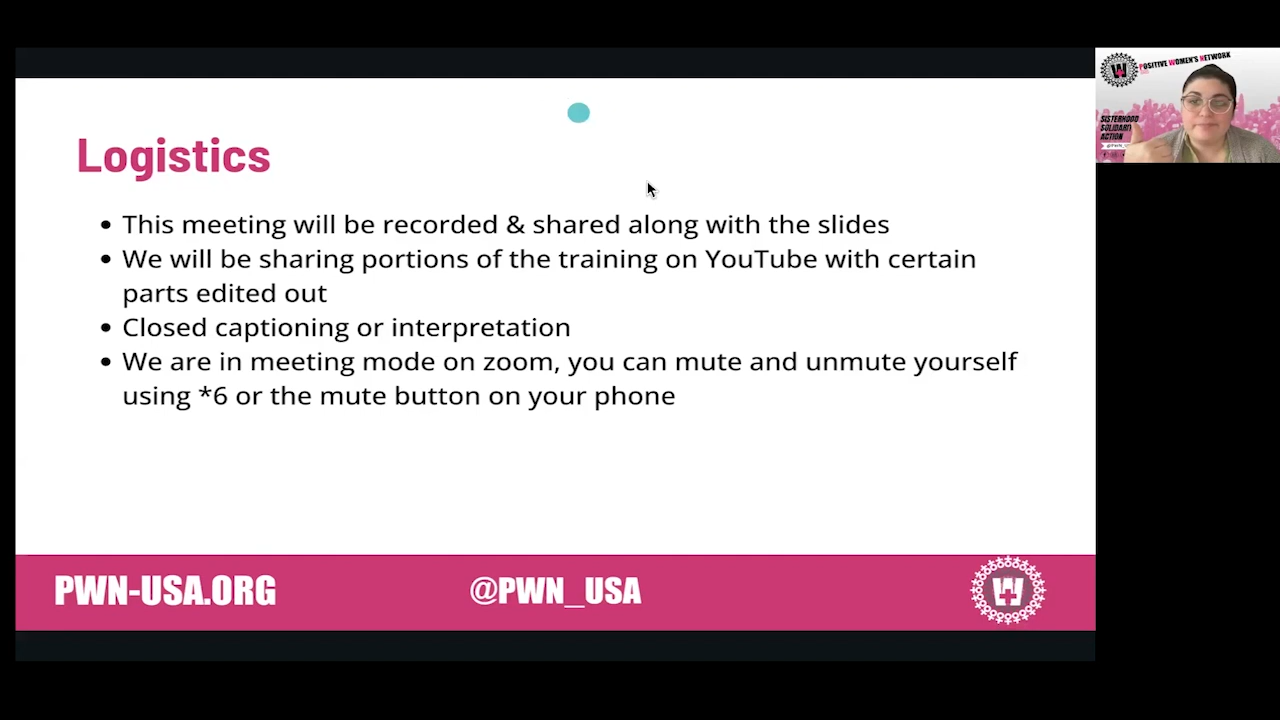 Logistics
This meeting will be recorded & shared along with the slides
We will be sharing portions of the training on YouTube with certain
parts edited out
Closed captioning or interpretation
We are in meeting mode on zoom, you can mute and unmute yourself
using *6 or the mute button on your phone
PWN-USA.ORG
@PWN_USA
POSITIVE WOMEN'S NETWORK
SISTERHOOD
ACTION